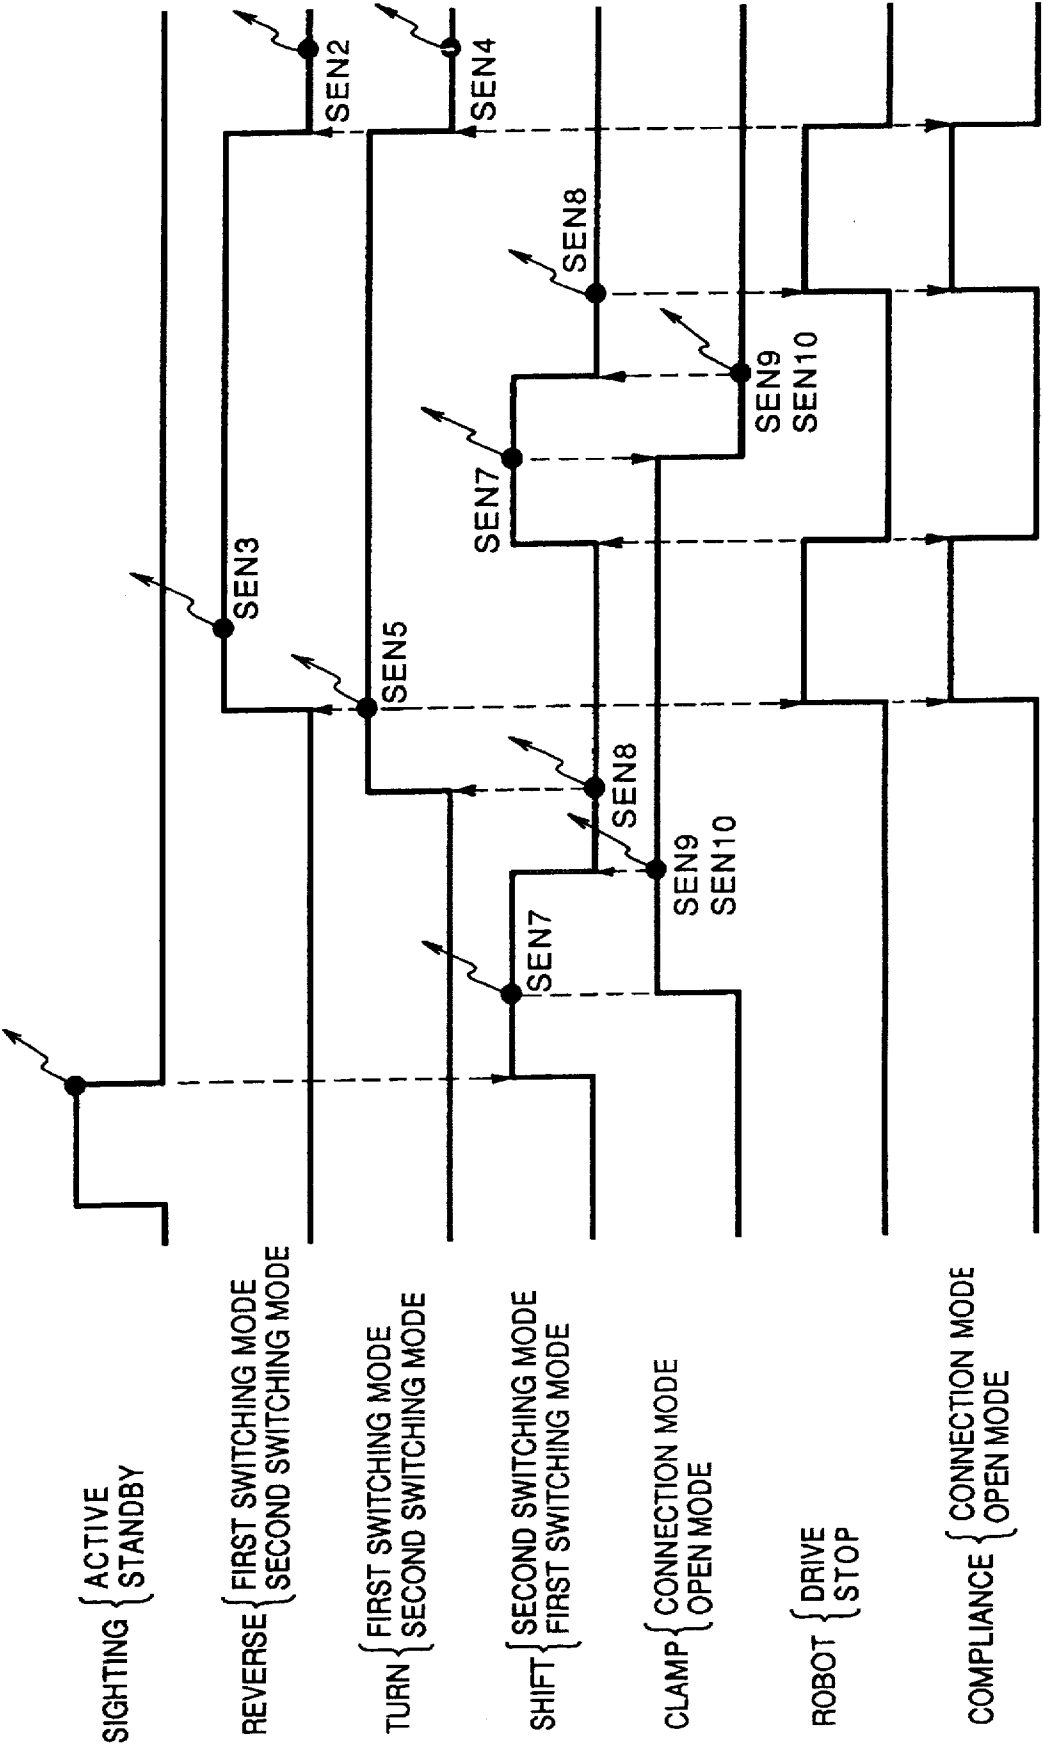 SIGHTING { ACTIVE
STANDBY
REVERSE { FIRST SWITCHING MODE
SECOND SWITCHING MODE
SEN3
SEN2
TURN { FIRST SWITCHING MODE
SECOND SWITCHING MODE
SEN5
SEN4
SHIFT { SECOND SWITCHING MODE
FIRST SWITCHING MODE
SEN7
SEN8
SEN7
SEN8
CLAMP { CONNECTION MODE
OPEN MODE
SEN9
SEN10
SEN9
SEN10
ROBOT { DRIVE
STOP
COMPLIANCE { CONNECTION MODE
OPEN MODE